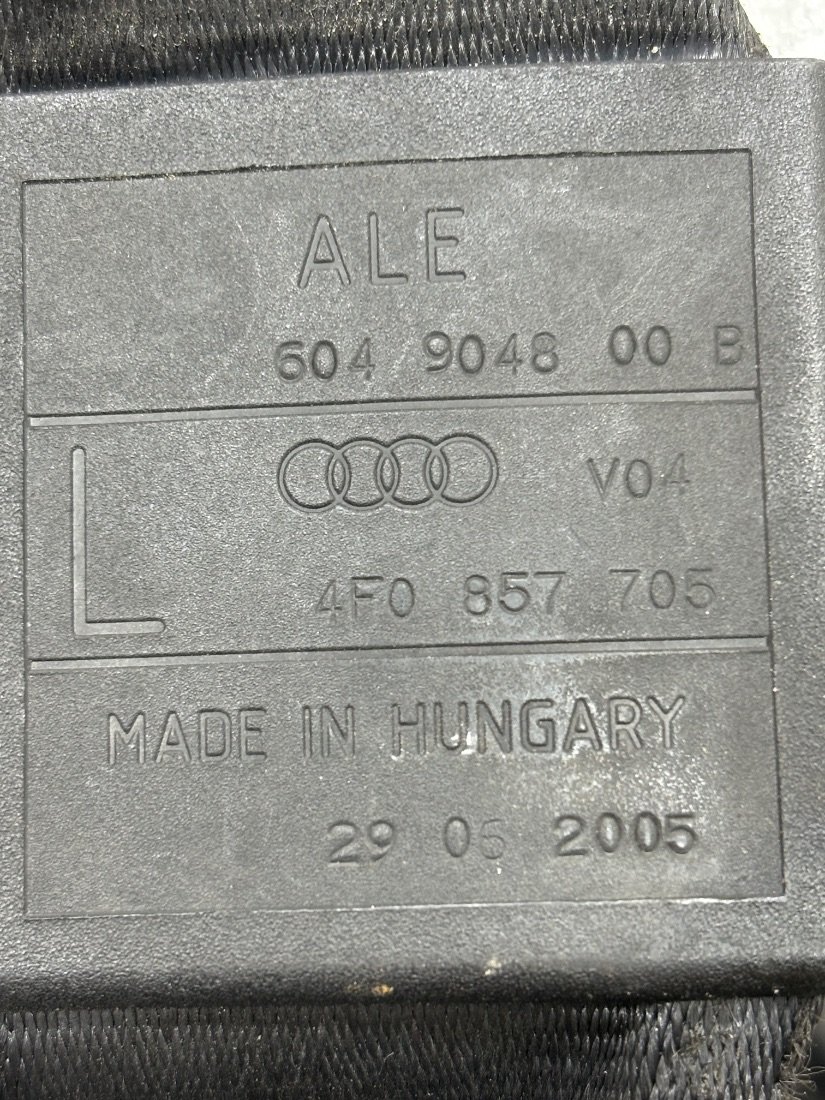 ALE
604 9048 00 B
L
V04
4F0 857 705
MADE IN HUNGARY
29 06 2005